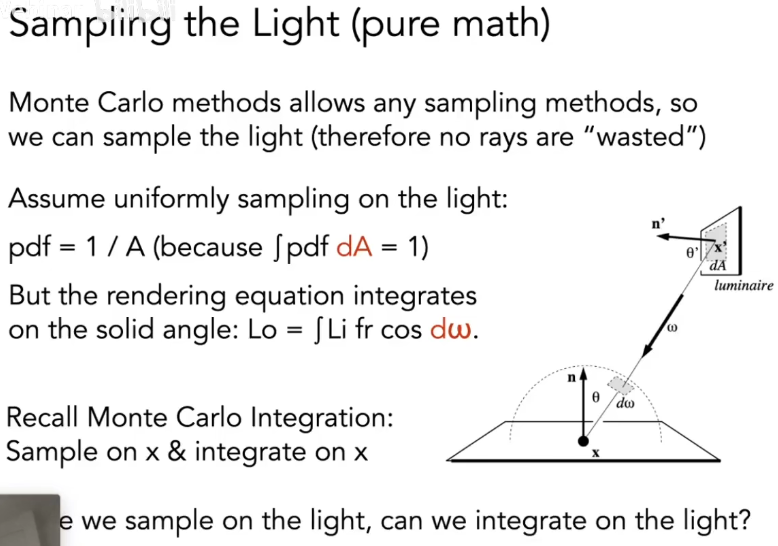 Sampling the Light (pure math)
Monte Carlo methods allows any sampling methods, so
we can sample the light (therefore no rays are “wasted”)
Assume uniformly sampling on the light:
pdf = 1 / A (because ∫pdf dA = 1)
But the rendering equation integrates
on the solid angle: Lo = ∫Li fr cos dω.
Recall Monte Carlo Integration:
Sample on x & integrate on x
e we sample on the light, can we integrate on the light?
n’
θ’
x’
dA
luminaire
ω
n
θ
dω
x